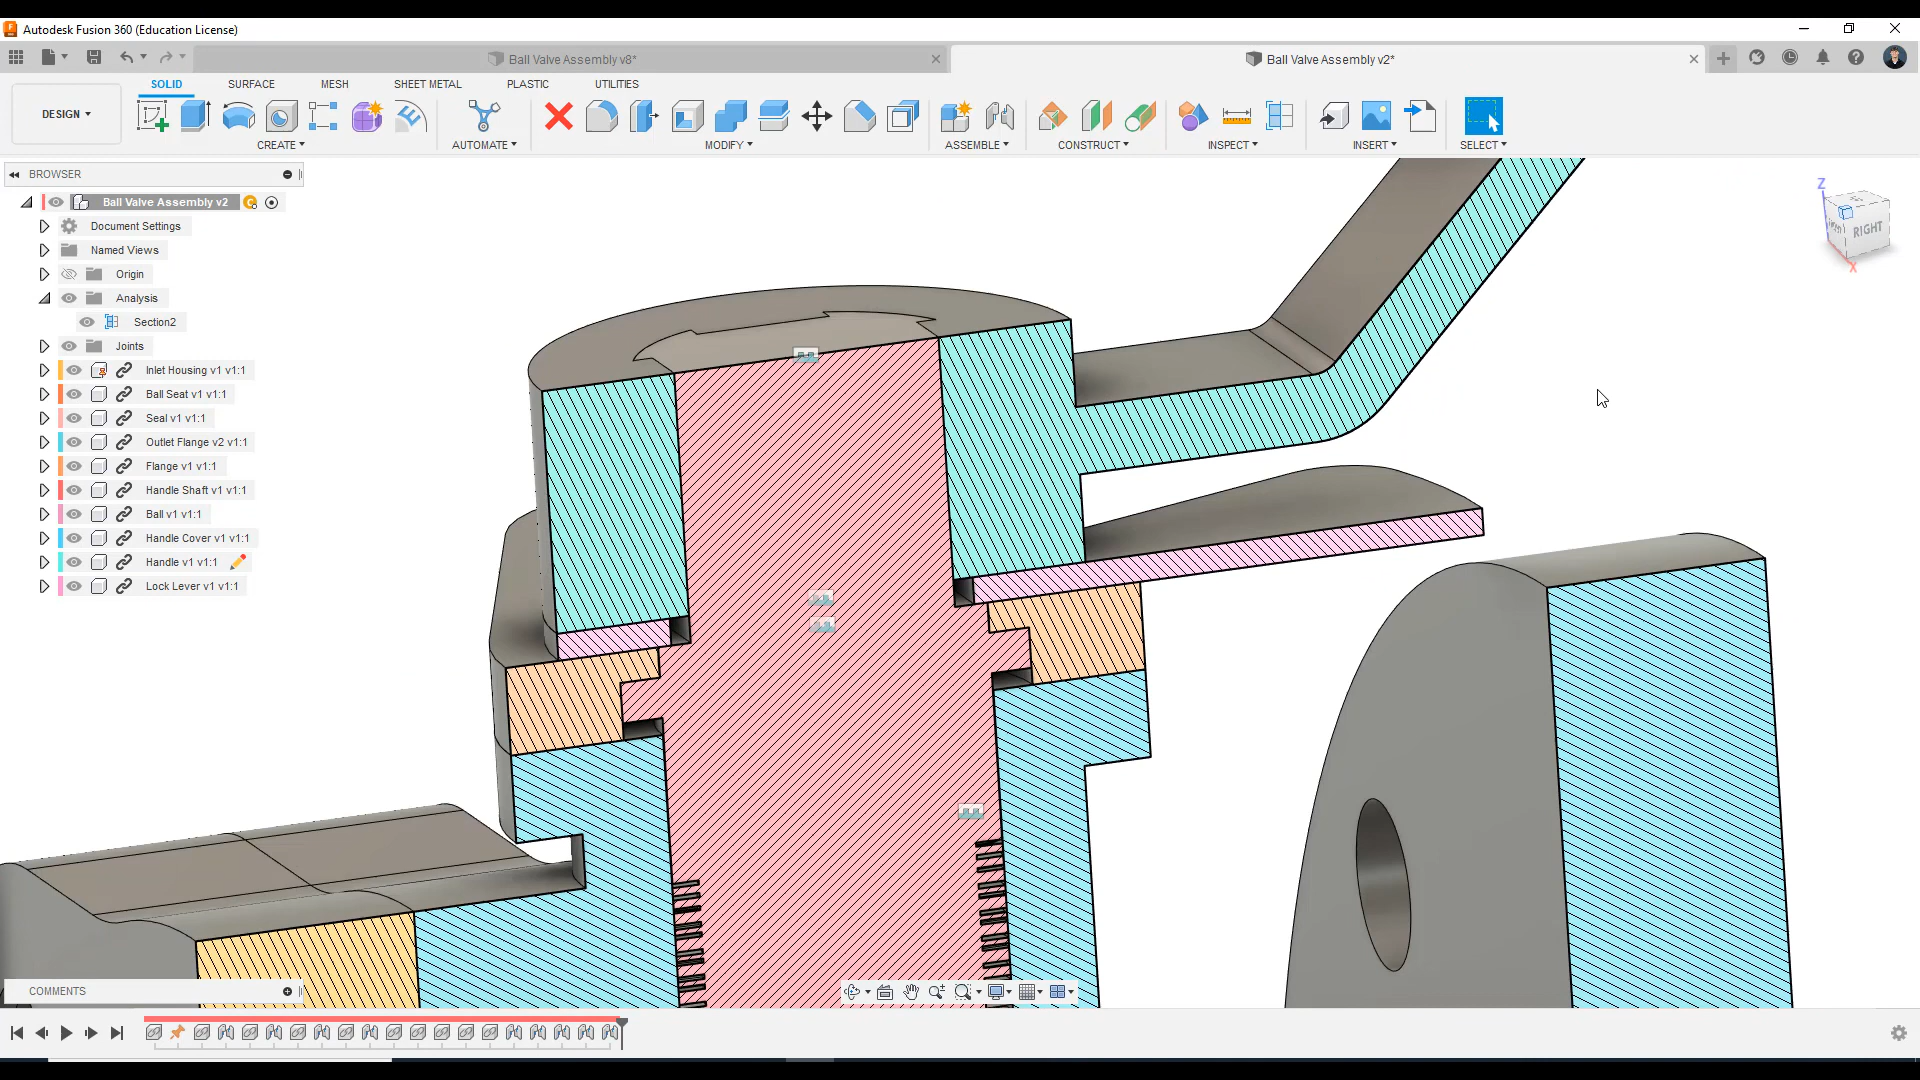 Autodesk Fusion 360 (Education License)
Ball Valve Assembly v8*
Ball Valve Assembly v2*
SOLID
SURFACE
MESH
SHEET METAL
PLASTIC
UTILITIES
DESIGN
CREATE
AUTOMATE
MODIFY
ASSEMBLE
CONSTRUCT
INSPECT
INSERT
SELECT
BROWSER
Ball Valve Assembly v2
Document Settings
Named Views
Origin
Analysis
Section2
Joints
Inlet Housing v1 v1:1
Ball Seat v1 v1:1
Seal v1 v1:1
Outlet Flange v2 v1:1
Flange v1 v1:1
Handle Shaft v1 v1:1
Ball v1 v1:1
Handle Cover v1 v1:1
Handle v1 v1:1
Lock Lever v1 v1:1
Z
RIGHT
X
COMMENTS